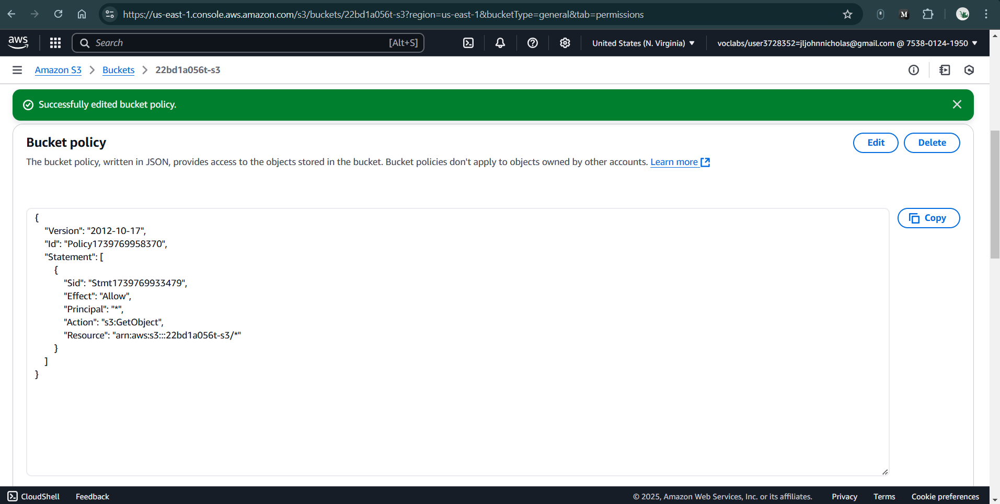 https://us-east-1.console.aws.amazon.com/s3/buckets/22bd1a056t-s3?region=us-east-1&bucketType=general&tab=permissions
M
aws
Search
[Alt+S]
United States (N. Virginia)
voclabs/user3728352=jljohnnicholas@gmail.com @ 7538-0124-1950
Amazon S3
Buckets
22bd1a056t-s3
Successfully edited bucket policy.
Bucket policy
Edit
Delete
The bucket policy, written in JSON, provides access to the objects stored in the bucket. Bucket policies don't apply to objects owned by other accounts. Learn more
Copy
{
"Version": "2012-10-17",
"Id": "Policy1739769958370",
"Statement": [
{
"Sid": "Stmt1739769933479",
"Effect": "Allow",
"Principal": "*",
"Action": "s3:GetObject",
"Resource": "arn:aws:s3:::22bd1a056t-s3/*"
}
]
}
CloudShell
Feedback
© 2025, Amazon Web Services, Inc. or its affiliates.
Privacy
Terms
Cookie preferences